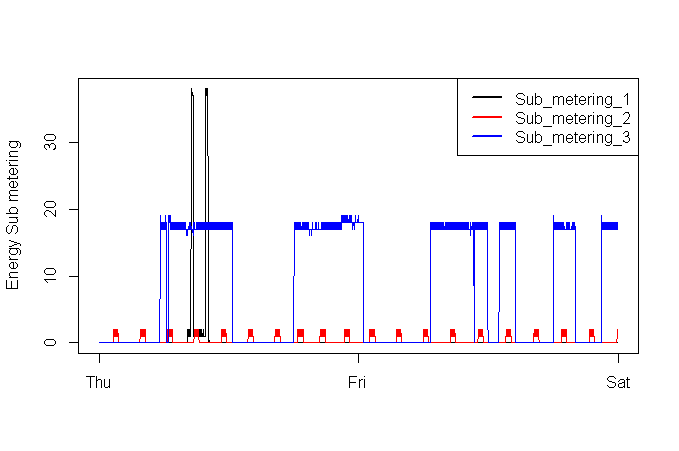 Sub_metering_1
Sub_metering_2
Sub_metering_3
Energy Sub metering
30
20
10
0
Thu
Fri
Sat